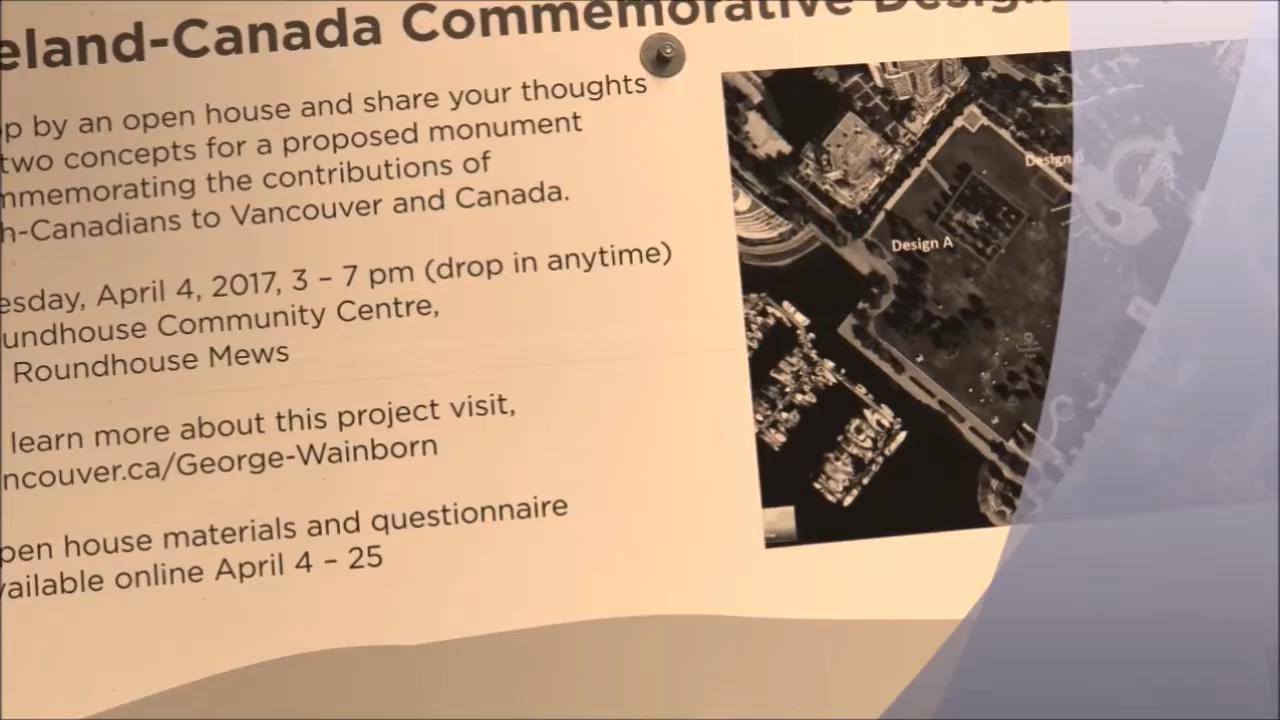 eland-Canada Commemorative Design
p by an open house and share your thoughts
two concepts for a proposed monument
mmemorating the contributions of
h-Canadians to Vancouver and Canada.
esday, April 4, 2017, 3 – 7 pm (drop in anytime)
undhouse Community Centre,
Roundhouse Mews
learn more about this project visit,
ncouver.ca/George-Wainborn
pen house materials and questionnaire
vailable online April 4 – 25
Design B
Design A